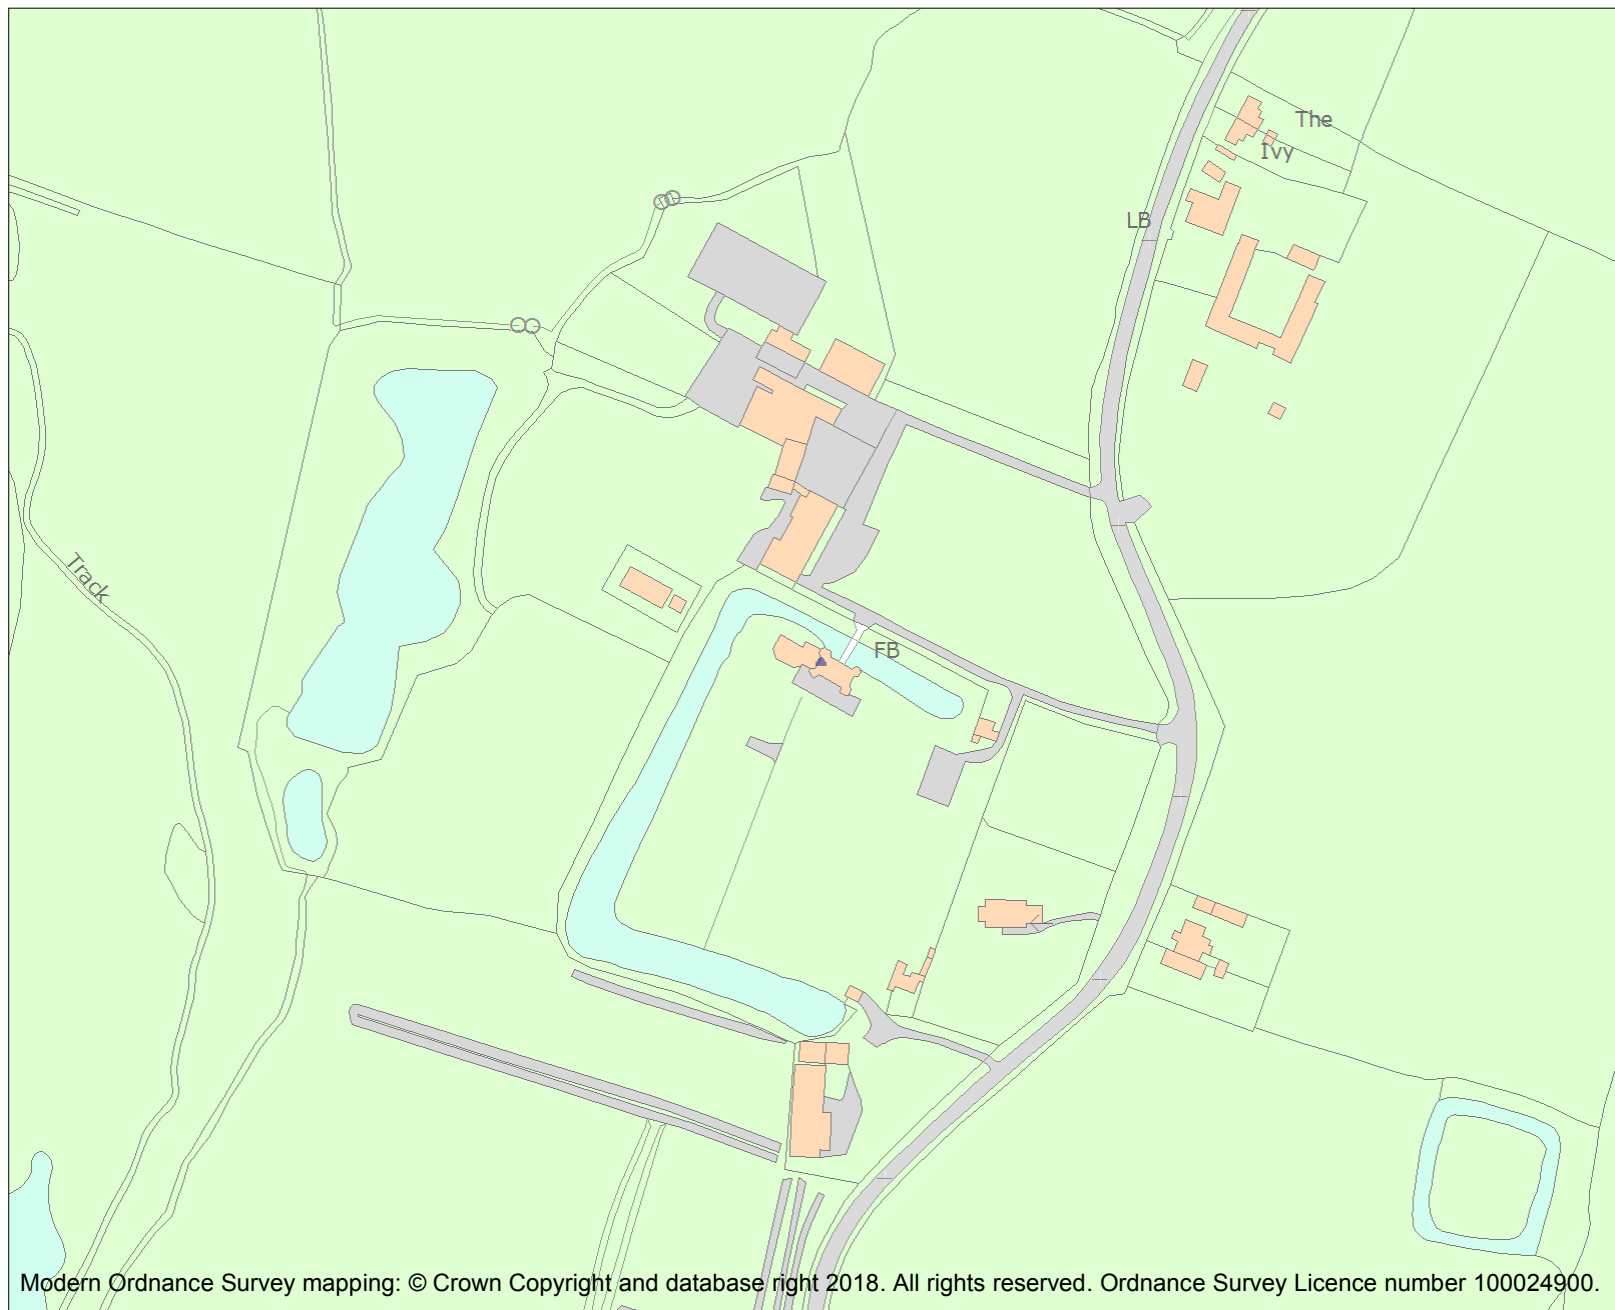 The
Ivy
LB
Track
FB
Modern Ordnance Survey mapping: © Crown Copyright and database right 2018. All rights reserved. Ordnance Survey Licence number 100024900.